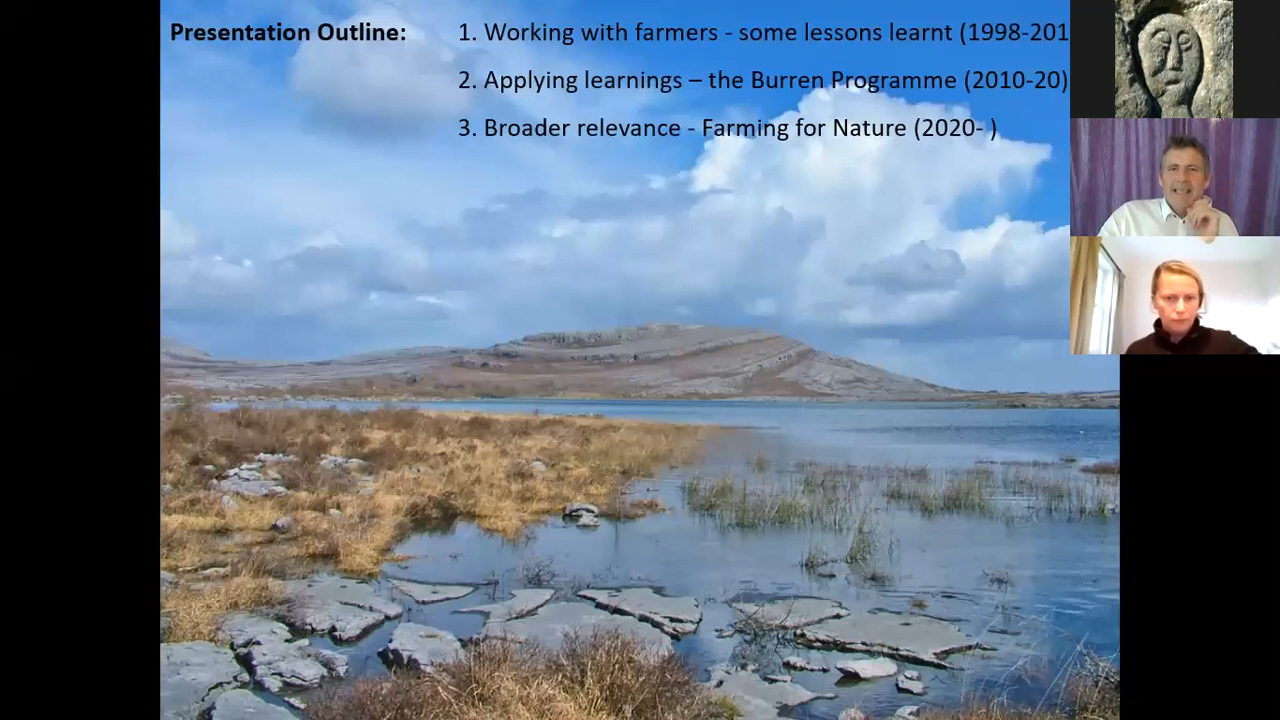 Presentation Outline:
1. Working with farmers - some lessons learnt (1998-201
2. Applying learnings – the Burren Programme (2010-20)
3. Broader relevance - Farming for Nature (2020- )